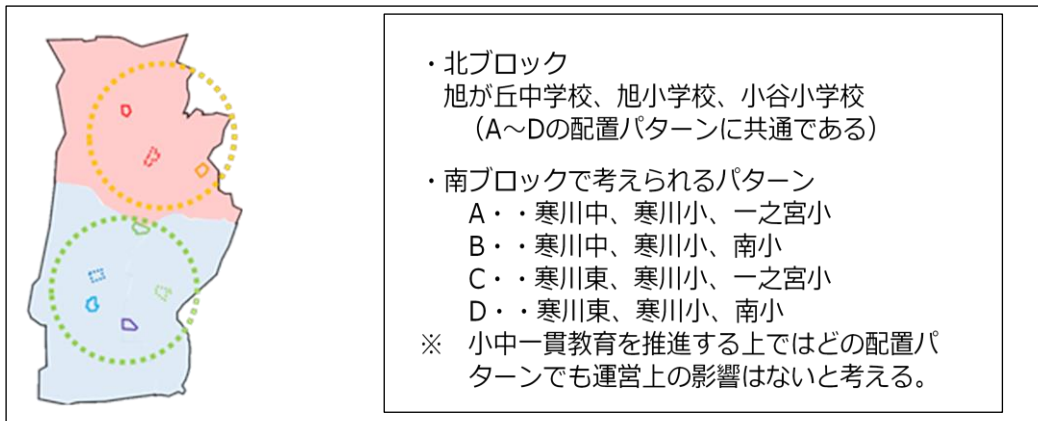 ・北ブロック
旭が丘中学校、旭小学校、小谷小学校
（A～Dの配置パターンに共通である）
・南ブロックで考えられるパターン
A・・寒川中、寒川小、一之宮小
B・・寒川中、寒川小、南小
C・・寒川東、寒川小、一之宮小
D・・寒川東、寒川小、南小
※　小中一貫教育を推進する上ではどの配置パ
ターンでも運営上の影響はないと考える。